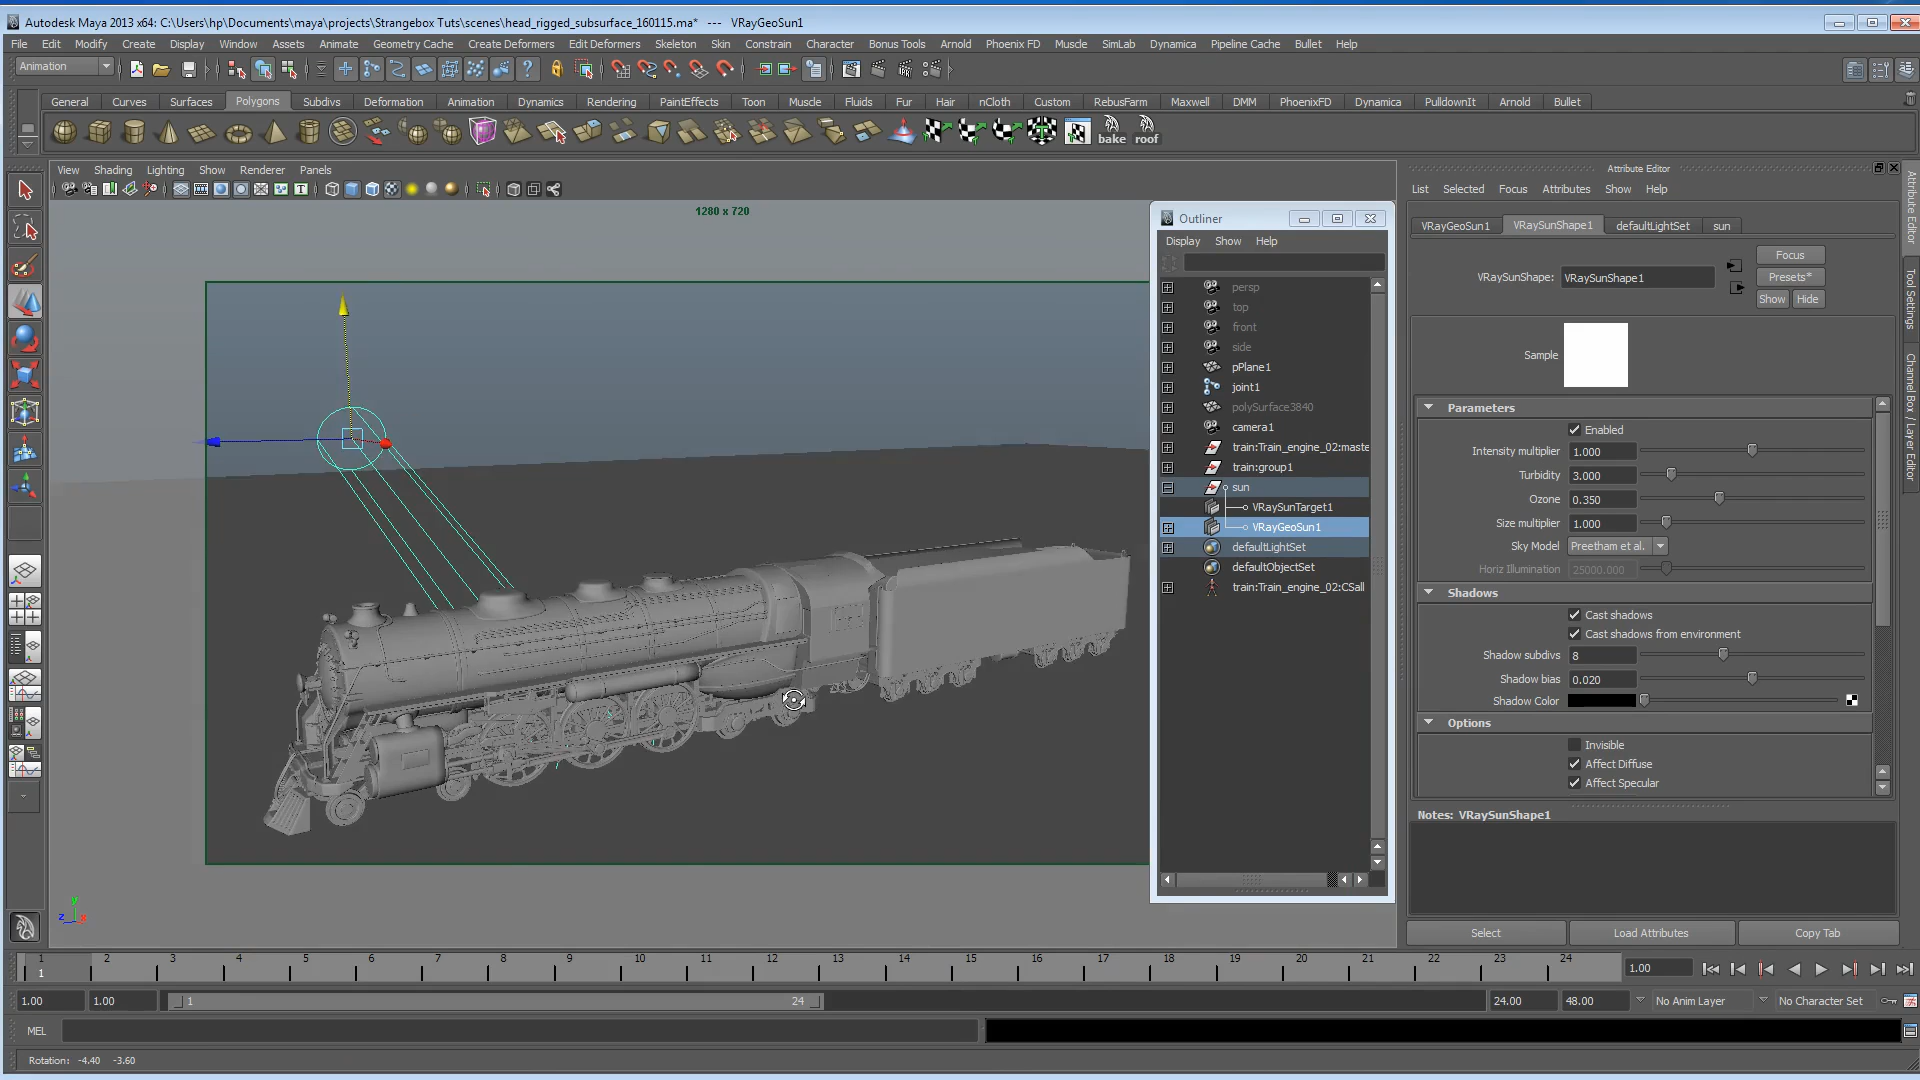 Autodesk Maya 2013 x64: C:\Users\hp\Documents\maya\projects\Strangebox Tuts\scenes\head_rigged_subsurface_160115.ma* --- VRayGeoSun1
File Edit Modify Create Display Window Assets Animate Geometry Cache Create Deformers Edit Deformers Skeleton Skin Constrain Character Bonus Tools Arnold Phoenix FD Muscle SimLab Dynamica Pipeline Cache Bullet Help
Animation
General Curves Surfaces Polygons Subdivs Deformation Animation Dynamics Rendering PaintEffects Toon Muscle Fluids Fur Hair nCloth Custom RebusFarm Maxwell DMM PhoenixFD Dynamica PulldownIt Arnold Bullet
bake roof
View Shading Lighting Show Renderer Panels
1280 x 720
Outliner
Display Show Help
persp
top
front
side
pPlane1
joint1
polySurface3840
camera1
train:Train_engine_02:maste
train:group1
sun
VRaySunTarget1
VRayGeoSun1
defaultLightSet
defaultObjectSet
train:Train_engine_02:CSall
Attribute Editor
List Selected Focus Attributes Show Help
VRayGeoSun1 VRaySunShape1 defaultLightSet sun
Focus
VRaySunShape: VRaySunShape1
Presets*
Show Hide
Sample
Parameters
Enabled
Intensity multiplier 1.000
Turbidity 3.000
Ozone 0.350
Size multiplier 1.000
Sky Model Preetham et al.
Horiz Illumination 25000.000
Shadows
Cast shadows
Cast shadows from environment
Shadow subdivs 8
Shadow bias 0.020
Shadow Color
Options
Invisible
Affect Diffuse
Affect Specular
Notes: VRaySunShape1
Select Load Attributes Copy Tab
Attribute Editor
Tool Settings
Channel Box / Layer Editor
y
z x
1 2 3 4 5 6 7 8 9 10 11 12 13 14 15 16 17 18 19 20 21 22 23 24
1
1.00
1.00 1.00 1 24 24.00 48.00 No Anim Layer No Character Set
MEL
Rotation: -4.40 -3.60